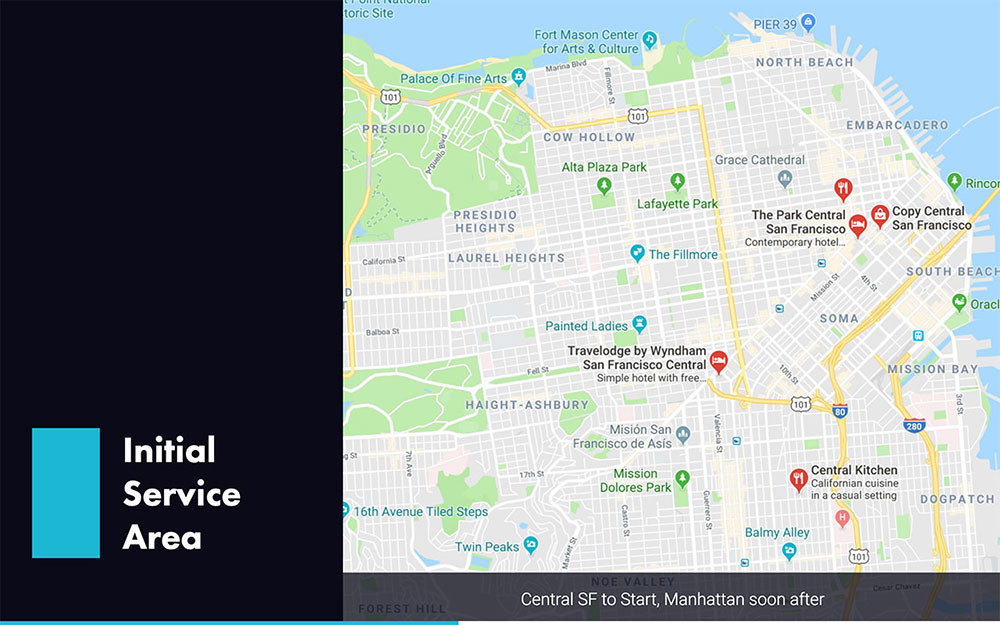 Initial
Service
Area
Point National
toric Site
PIER 39
Fort Mason Center
for Arts & Culture
NORTH BEACH
Marina Blvd
Palace Of Fine Arts
Fillmore St
101
101
PRESIDIO
EMBARCADERO
COW HOLLOW
Arguello Blvd
Grace Cathedral
Alta Plaza Park
Rincon
Lafayette Park
The Park Central
San Francisco
Contemporary hotel...
Copy Central
San Francisco
PRESIDIO
HEIGHTS
California St
LAUREL HEIGHTS
The Fillmore
SOUTH BEACH
Mission St
4th St
D
Oracl
SOMA
Painted Ladies
Balboa St
Travelodge by Wyndham
San Francisco Central
Simple hotel with free...
Fell St
10th St
MISSION BAY
HAIGHT-ASHBURY
101
80
3rd St
280
Valencia St
Misión San
Francisco de Asís
7th Ave
g St
17th St
Mission
Dolores Park
Central Kitchen
Californian cuisine
in a casual setting
Guerrero St
DOGPATCH
16th Avenue Tiled Steps
Castro St
H
Balmy Alley
Market St
Twin Peaks
101
NOE VALLEY
Cesar Chavez
FOREST HILL
Central SF to Start, Manhattan soon after